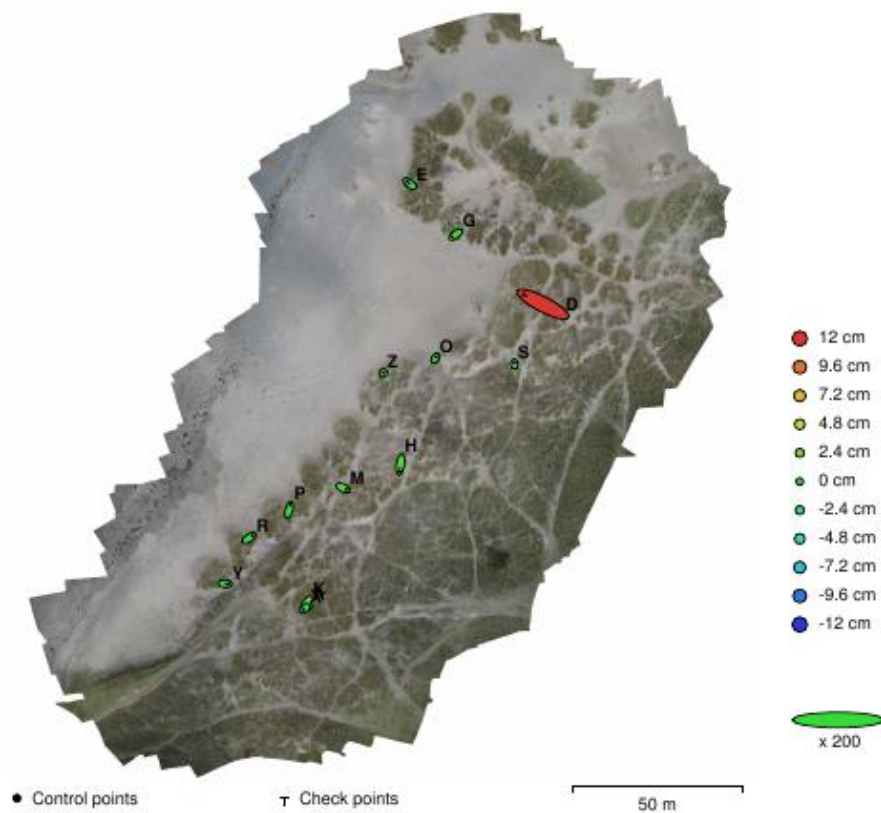 E
G
D
O
S
Z
H
M
P
R
Y
K
12 cm
9.6 cm
7.2 cm
4.8 cm
2.4 cm
0 cm
-2.4 cm
-4.8 cm
-7.2 cm
-9.6 cm
-12 cm
x 200
Control points
Check points
50 m